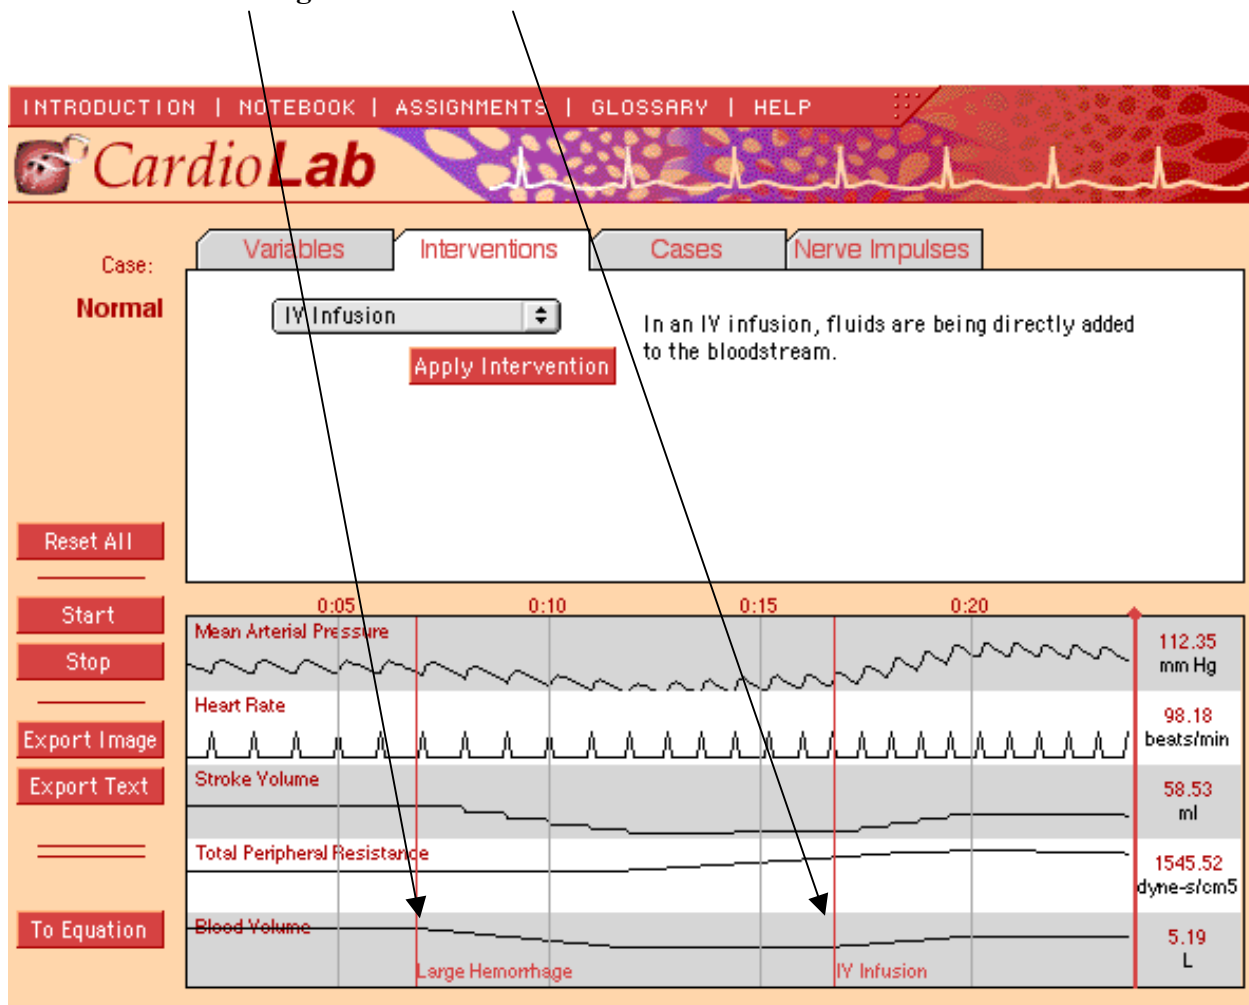 INTRODUCTION | NOTEBOOK | ASSIGNMENTS | GLOSSARY | HELP
CardioLab
Variables
Interventions
Cases
Nerve Impulses
Case:
Normal
IV Infusion
In an IV infusion, fluids are being directly added
to the bloodstream.
Apply Intervention
Reset All
Start
Stop
Export Image
Export Text
To Equation
0:05 0:10 0:15 0:20
Mean Arterial Pressure
112.35
mm Hg
Heart Rate
98.18
beats/min
Stroke Volume
58.53
ml
Total Peripheral Resistance
1545.52
dyne-s/cm5
Blood Volume
5.19
L
Large Hemorrhage
IV Infusion